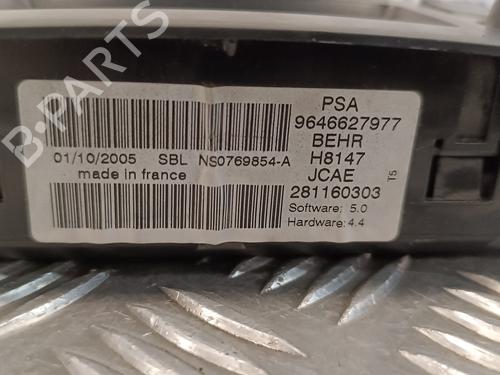 PSA
9646627977
BEHR
H8147
JCAE
281160303
Software: 5.0
Hardware: 4.4
T5
01/10/2005 SBL NS0769854-A
made in france
B-PARTS